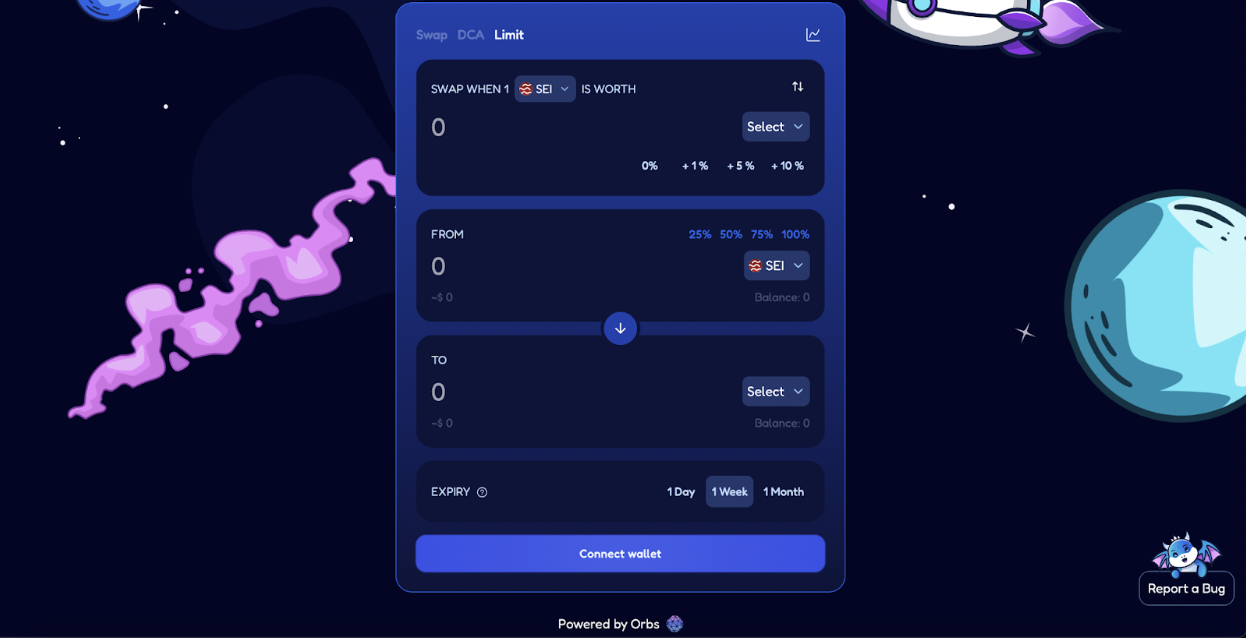 Swap DCA Limit
SWAP WHEN 1 SEI IS WORTH
0 Select
0% + 1 % + 5 % + 10 %
FROM 25% 50% 75% 100%
0 SEI
~$ 0 Balance: 0
TO
0 Select
~$ 0 Balance: 0
EXPIRY 1 Day 1 Week 1 Month
Connect wallet
Report a Bug
Powered by Orbs